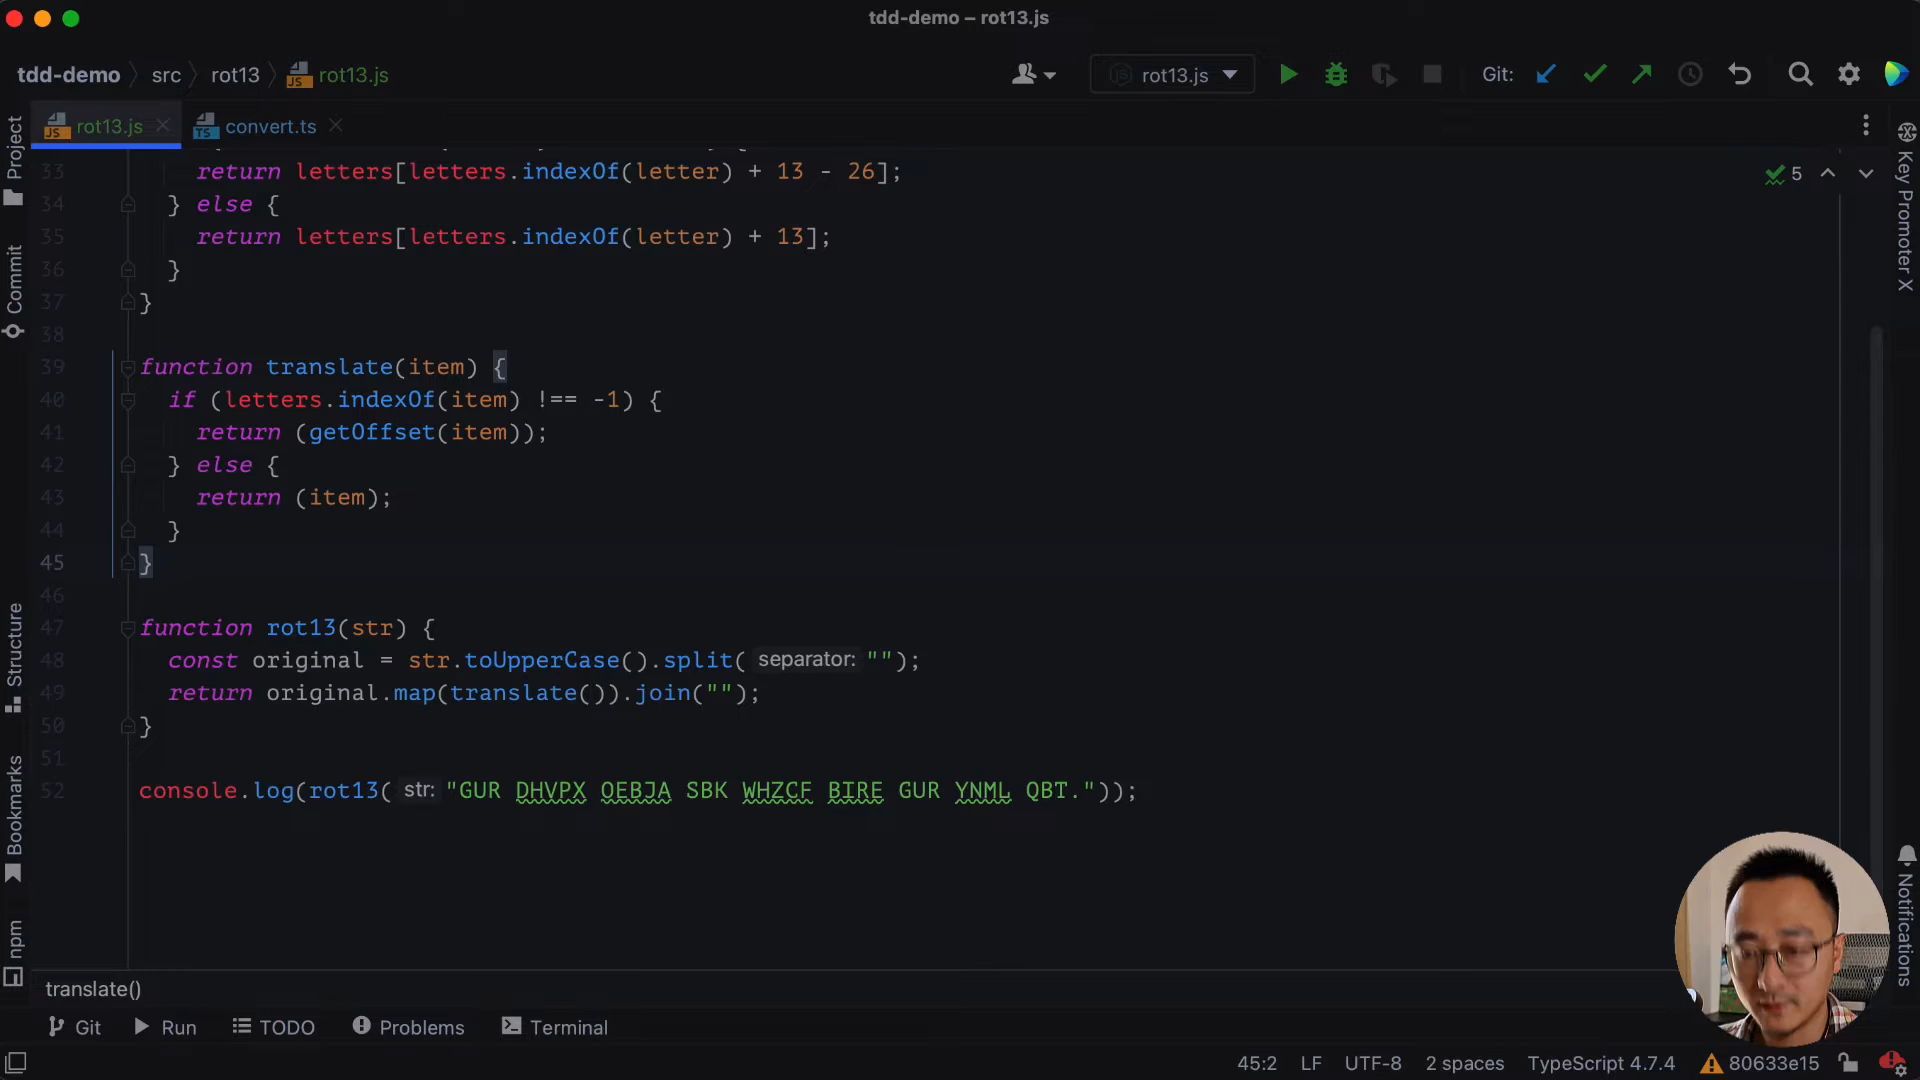 tdd-demo – rot13.js
tdd-demo src rot13 rot13.js
rot13.js
Git:
rot13.js
convert.ts
Project
Commit
Structure
Bookmarks
npm
Key Promoter X
Notifications
5
33 return letters[letters.indexOf(letter) + 13 - 26];
34 } else {
35 return letters[letters.indexOf(letter) + 13];
36 }
37 }
38
39 function translate(item) {
40 if (letters.indexOf(item) !== -1) {
41 return (getOffset(item));
42 } else {
43 return (item);
44 }
45 }
46
47 function rot13(str) {
48 const original = str.toUpperCase().split( separator: "");
49 return original.map(translate()).join("");
50 }
51
52 console.log(rot13( str: "GUR DHVPX OEBJA SBK WHZCF BIRE GUR YNML QBT."));
translate()
Git Run TODO Problems Terminal
45:2 LF UTF-8 2 spaces TypeScript 4.7.4 80633e15